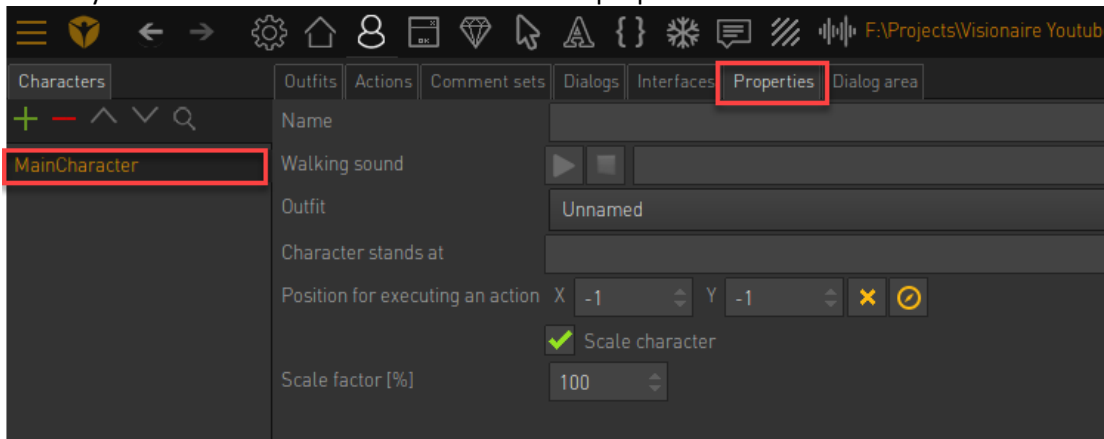 F:\Projects\Visionaire Youtub
Characters
Outfits Actions Comment sets Dialogs Interfaces Properties Dialog area
Name
MainCharacter
Walking sound
Outfit Unnamed
Character stands at
Position for executing an action X -1 Y -1
Scale character
Scale factor [%] 100